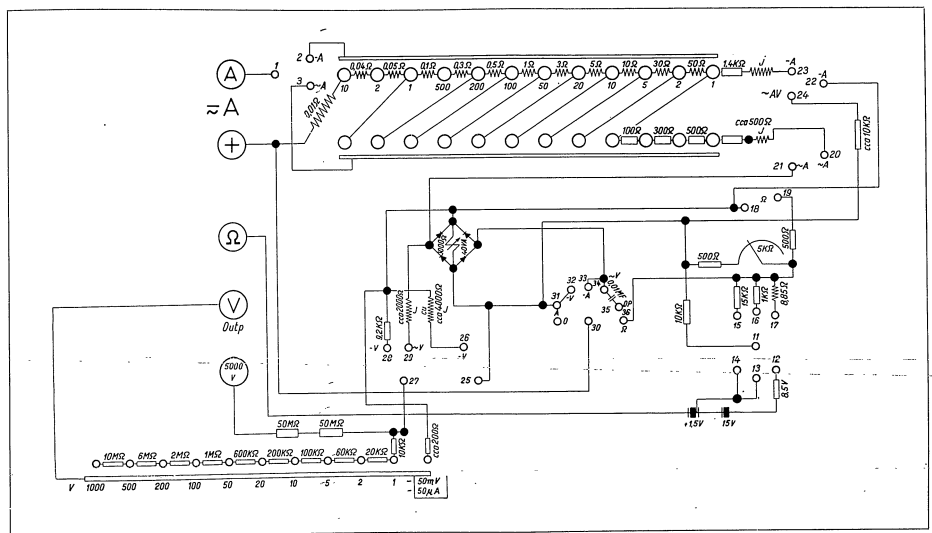 A 1
2 -A
3 ~A
≂ A
+
0,04Ω 0,05Ω 0,1Ω 0,3Ω 0,5Ω 1Ω 3Ω 5Ω 10Ω 30Ω 50Ω 1,4KΩ J -A 23
0,01Ω
10 2 1 500 200 100 50 20 10 5 2 1
22 -A
~AV 24
cca 10KΩ
100Ω 300Ω 500Ω cca 500Ω J
20 ~A
21 ~A
Ω
18 Ω 19
500Ω
5KΩ
500Ω
40VA
V
Outp
5000 V
0,2KΩ cca 2000Ω J cu cca 4000Ω J
-V 28 29 ~V 26 -V
27 25
31 A 0
32 -V
33 -A
34 ~V
0,01MF
35 OP
36 Ω
30
10KΩ
15KΩ 1KΩ 8,65Ω
15 16 17
11
14 13 12
8,5V
+1,5V 15V
50MΩ 50MΩ
10KΩ cca 200Ω
10MΩ 6MΩ 2MΩ 1MΩ 600KΩ 200KΩ 100KΩ 60KΩ 20KΩ
V 1000 500 200 100 50 20 10 5 2 1
- 50mV
- 50µA